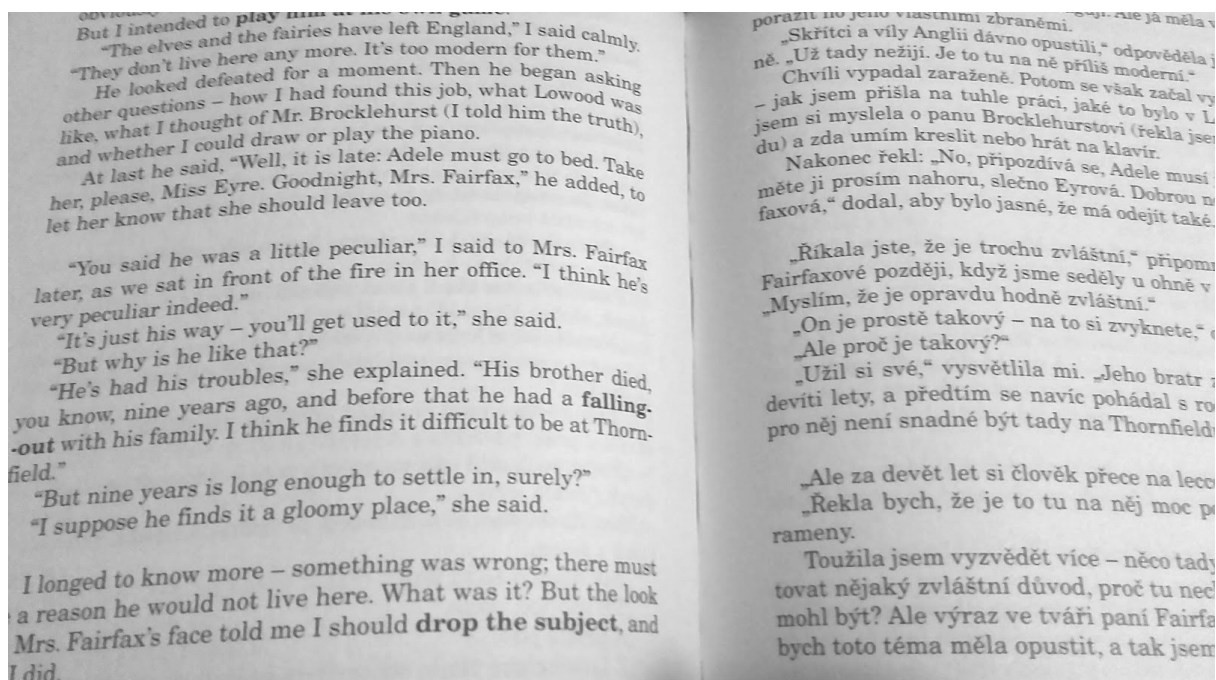 But I intended to play him at his own game.
“The elves and the fairies have left England,” I said calmly.
“They don’t live here any more. It’s too modern for them.”
He looked defeated for a moment. Then he began asking
other questions – how I had found this job, what Lowood was
like, what I thought of Mr. Brocklehurst (I told him the truth),
and whether I could draw or play the piano.
At last he said, “Well, it is late: Adele must go to bed. Take
her, please, Miss Eyre. Goodnight, Mrs. Fairfax,” he added, to
let her know that she should leave too.
“You said he was a little peculiar,” I said to Mrs. Fairfax
later, as we sat in front of the fire in her office. “I think he’s
very peculiar indeed.”
“It’s just his way – you’ll get used to it,” she said.
“But why is he like that?”
“He’s had his troubles,” she explained. “His brother died,
you know, nine years ago, and before that he had a falling-
-out with his family. I think he finds it difficult to be at Thorn-
field.”
“But nine years is long enough to settle in, surely?”
“I suppose he finds it a gloomy place,” she said.
I longed to know more – something was wrong; there must
a reason he would not live here. What was it? But the look
Mrs. Fairfax’s face told me I should drop the subject, and
I did.
porazit ho jeho vlastními zbraněmi.
„Skřítci a víly Anglii dávno opustili,“ odpověděla j
ně. „Už tady nežijí. Je to tu na ně příliš moderní.“
Chvíli vypadal zaraženě. Potom se však začal vy
– jak jsem přišla na tuhle práci, jaké to bylo v L
jsem si myslela o panu Brocklehurstovi (řekla jsem
du) a zda umím kreslit nebo hrát na klavír.
Nakonec řekl: „No, připozdívá se, Adele musí
měte ji prosím nahoru, slečno Eyrová. Dobrou n
faxová,“ dodal, aby bylo jasné, že má odejít také.
„Říkala jste, že je trochu zvláštní,“ připom
Fairfaxové později, když jsme seděly u ohně v
„Myslím, že je opravdu hodně zvláštní.“
„On je prostě takový – na to si zvyknete,“
„Ale proč je takový?“
„Užil si své,“ vysvětlila mi. „Jeho bratr z
devíti lety, a předtím se navíc pohádal s ro
pro něj není snadné být tady na Thornfield
„Ale za devět let si člověk přece na lecc
„Řekla bych, že je to tu na něj moc p
rameny.
Toužila jsem vyzvědět více – něco tady
tovat nějaký zvláštní důvod, proč tu nec
mohl být? Ale výraz ve tváři paní Fairfa
bych toto téma měla opustit, a tak jsem